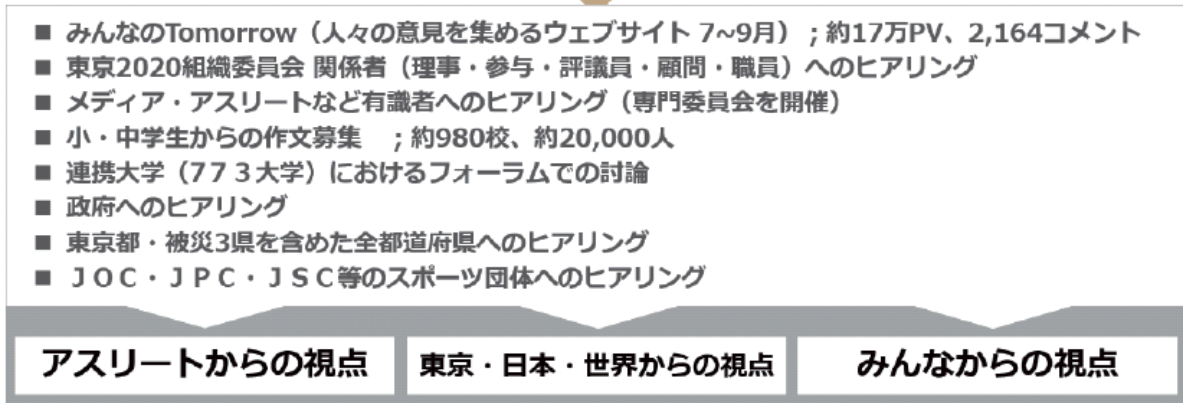 ■ みんなのTomorrow（人々の意見を集めるウェブサイト 7~9月）；約17万PV、2,164コメント
■ 東京2020組織委員会 関係者（理事・参与・評議員・顧問・職員）へのヒアリング
■ メディア・アスリートなど有識者へのヒアリング（専門委員会を開催）
■ 小・中学生からの作文募集　；約980校、約20,000人
■ 連携大学（７７３大学）におけるフォーラムでの討論
■ 政府へのヒアリング
■ 東京都・被災3県を含めた全都道府県へのヒアリング
■ ＪＯＣ・ＪＰＣ・ＪＳＣ等のスポーツ団体へのヒアリング
アスリートからの視点
東京・日本・世界からの視点
みんなからの視点